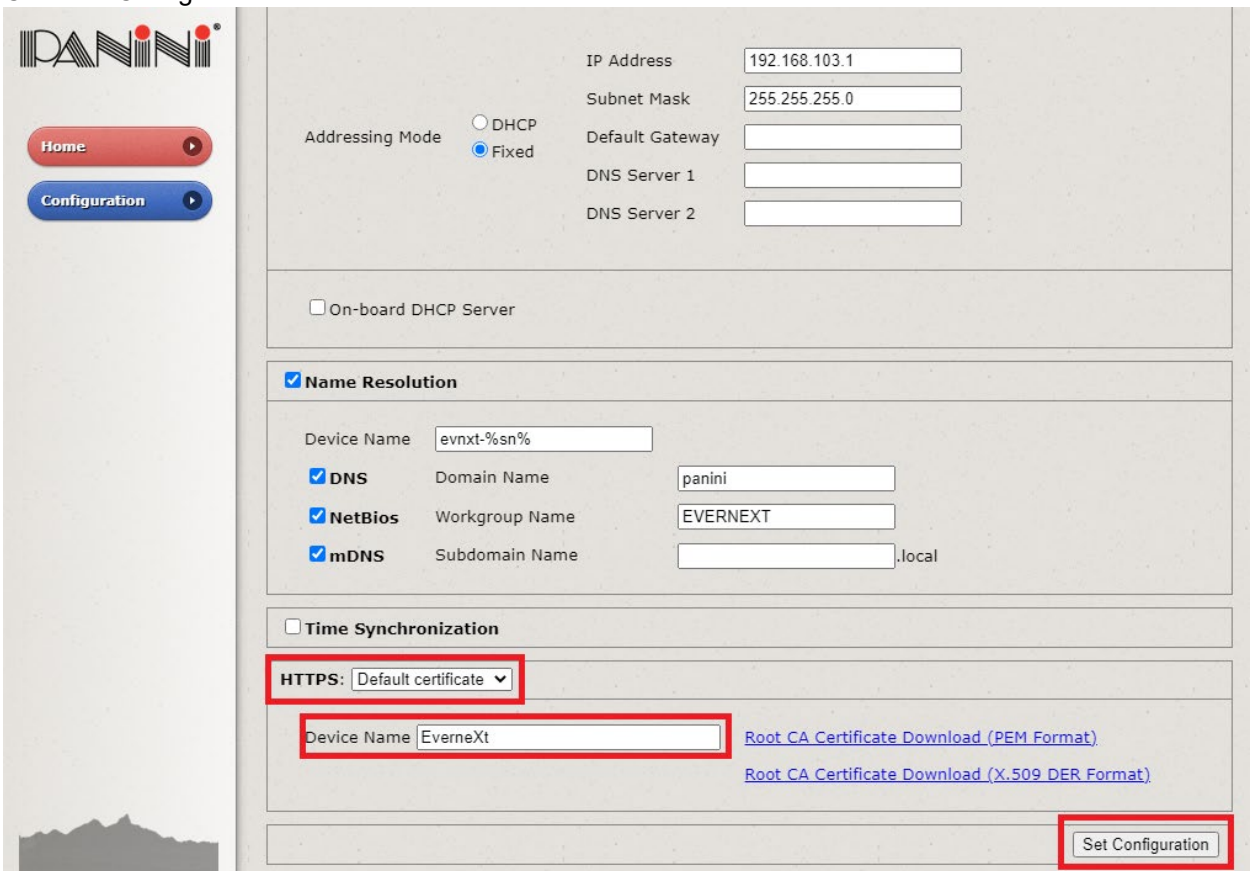 PANiNi®
Home
Configuration
IP Address 192.168.103.1
Subnet Mask 255.255.255.0
Addressing Mode DHCP Fixed
Default Gateway
DNS Server 1
DNS Server 2
On-board DHCP Server
Name Resolution
Device Name evnxt-%sn%
DNS Domain Name panini
NetBios Workgroup Name EVERNEXT
mDNS Subdomain Name .local
Time Synchronization
HTTPS: Default certificate
Device Name EverneXt Root CA Certificate Download (PEM Format)
Root CA Certificate Download (X.509 DER Format)
Set Configuration